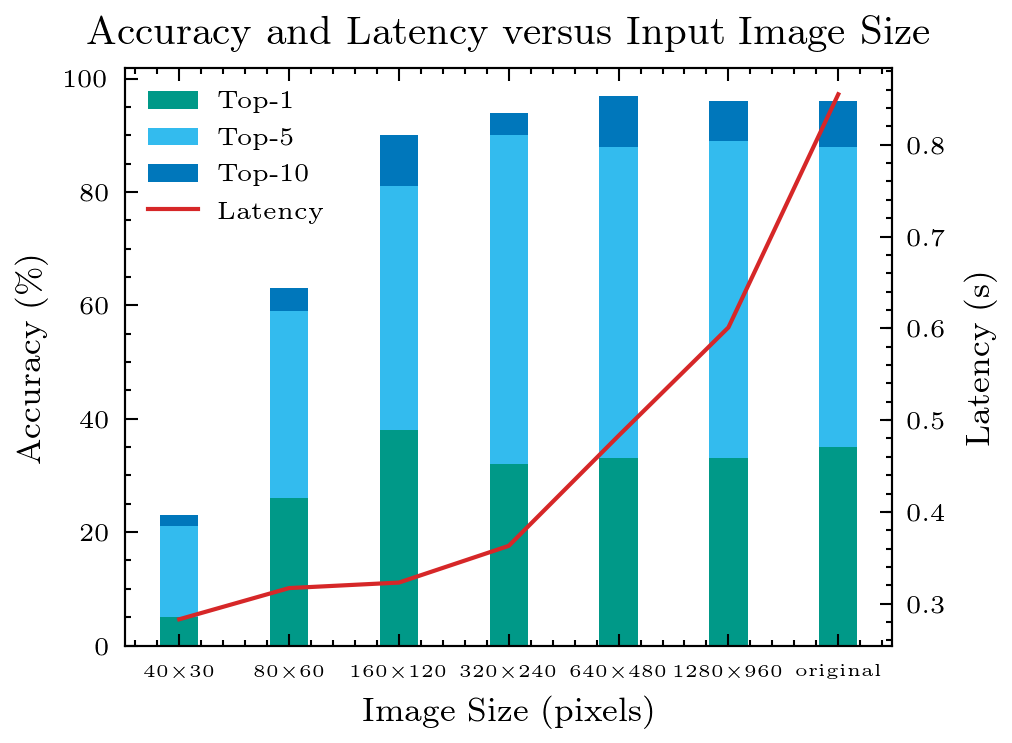 Accuracy and Latency versus Input Image Size
100
80
60
40
20
0
Accuracy (%)
Top-1
Top-5
Top-10
Latency
0.8
0.7
0.6
0.5
0.4
0.3
Latency (s)
40×30 80×60 160×120 320×240 640×480 1280×960 original
Image Size (pixels)